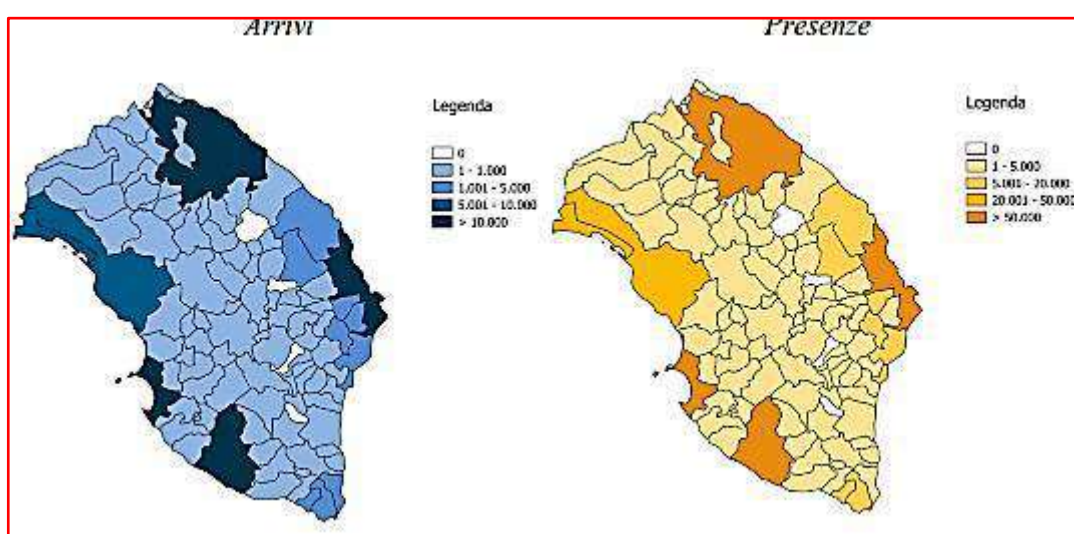 Arrivi
Presenze
Legenda
0
1 - 1.000
1.001 - 5.000
5.001 - 10.000
> 10.000
Legenda
0
1 - 5.000
5.001 - 20.000
20.001 - 50.000
> 50.000